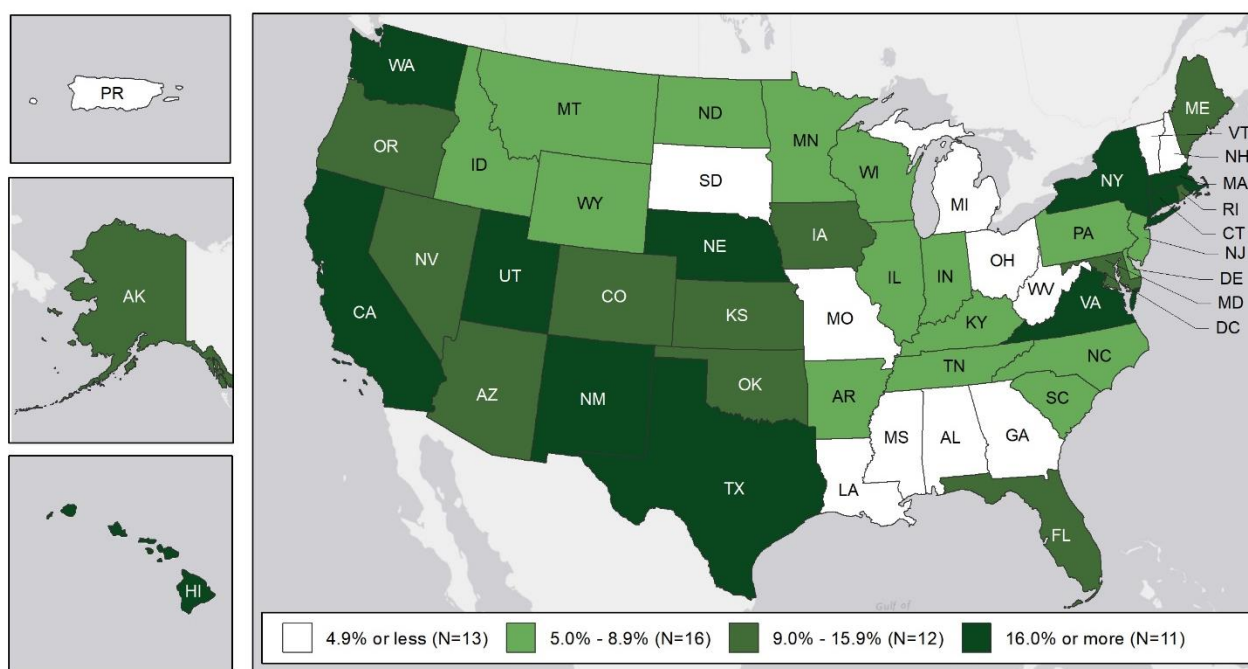 PR
AK
HI
WA
MT
ND
MN
ME
VT
NH
OR
ID
SD
WI
NY
MA
MI
RI
WY
CT
IA
PA
NJ
NE
NV
OH
UT
IL
IN
DE
CO
WV
MD
CA
KS
MO
VA
KY
DC
NC
TN
OK
AZ
NM
AR
SC
MS
AL
GA
TX
LA
FL
Gulf of
4.9% or less (N=13)
5.0% - 8.9% (N=16)
9.0% - 15.9% (N=12)
16.0% or more (N=11)